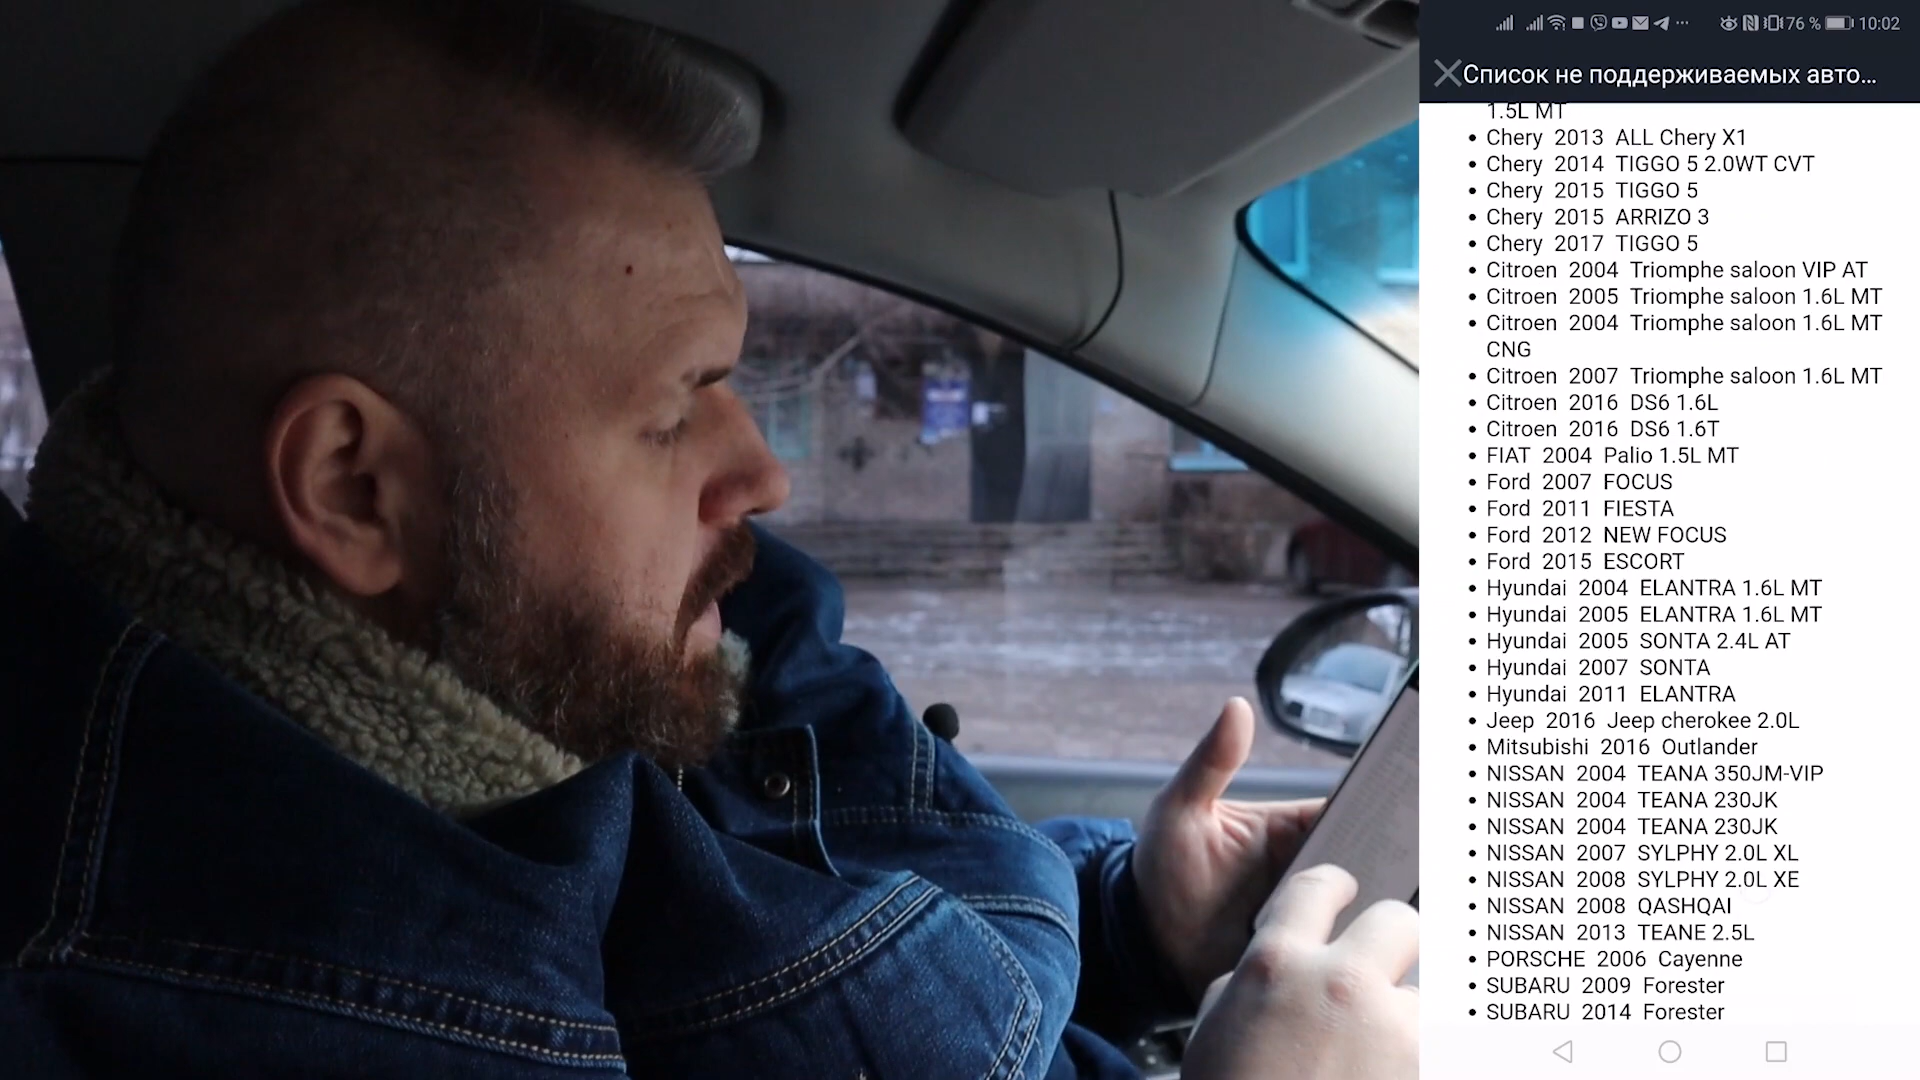 76 % 10:02
Список не поддерживаемых авто...
1.5L MT
• Chery 2013 ALL Chery X1
• Chery 2014 TIGGO 5 2.0WT CVT
• Chery 2015 TIGGO 5
• Chery 2015 ARRIZO 3
• Chery 2017 TIGGO 5
• Citroen 2004 Triomphe saloon VIP AT
• Citroen 2005 Triomphe saloon 1.6L MT
• Citroen 2004 Triomphe saloon 1.6L MT
CNG
• Citroen 2007 Triomphe saloon 1.6L MT
• Citroen 2016 DS6 1.6L
• Citroen 2016 DS6 1.6T
• FIAT 2004 Palio 1.5L MT
• Ford 2007 FOCUS
• Ford 2011 FIESTA
• Ford 2012 NEW FOCUS
• Ford 2015 ESCORT
• Hyundai 2004 ELANTRA 1.6L MT
• Hyundai 2005 ELANTRA 1.6L MT
• Hyundai 2005 SONTA 2.4L AT
• Hyundai 2007 SONTA
• Hyundai 2011 ELANTRA
• Jeep 2016 Jeep cherokee 2.0L
• Mitsubishi 2016 Outlander
• NISSAN 2004 TEANA 350JM-VIP
• NISSAN 2004 TEANA 230JK
• NISSAN 2004 TEANA 230JK
• NISSAN 2007 SYLPHY 2.0L XL
• NISSAN 2008 SYLPHY 2.0L XE
• NISSAN 2008 QASHQAI
• NISSAN 2013 TEANE 2.5L
• PORSCHE 2006 Cayenne
• SUBARU 2009 Forester
• SUBARU 2014 Forester